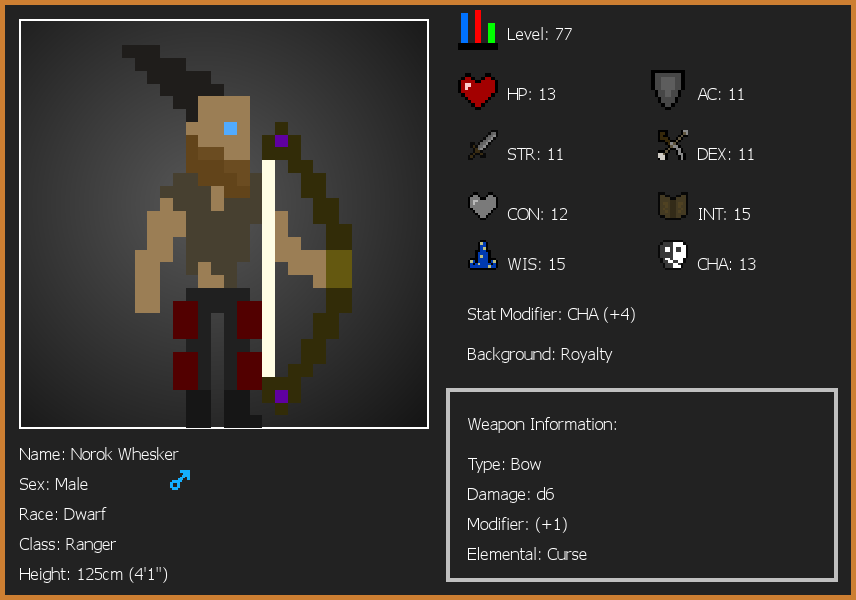 Level: 77
HP: 13
AC: 11
STR: 11
DEX: 11
CON: 12
INT: 15
WIS: 15
CHA: 13
Stat Modifier: CHA (+4)
Background: Royalty
Weapon Information:
Type: Bow
Damage: d6
Modifier: (+1)
Elemental: Curse
Name: Norok Whesker
Sex: Male
Race: Dwarf
Class: Ranger
Height: 125cm (4'1")